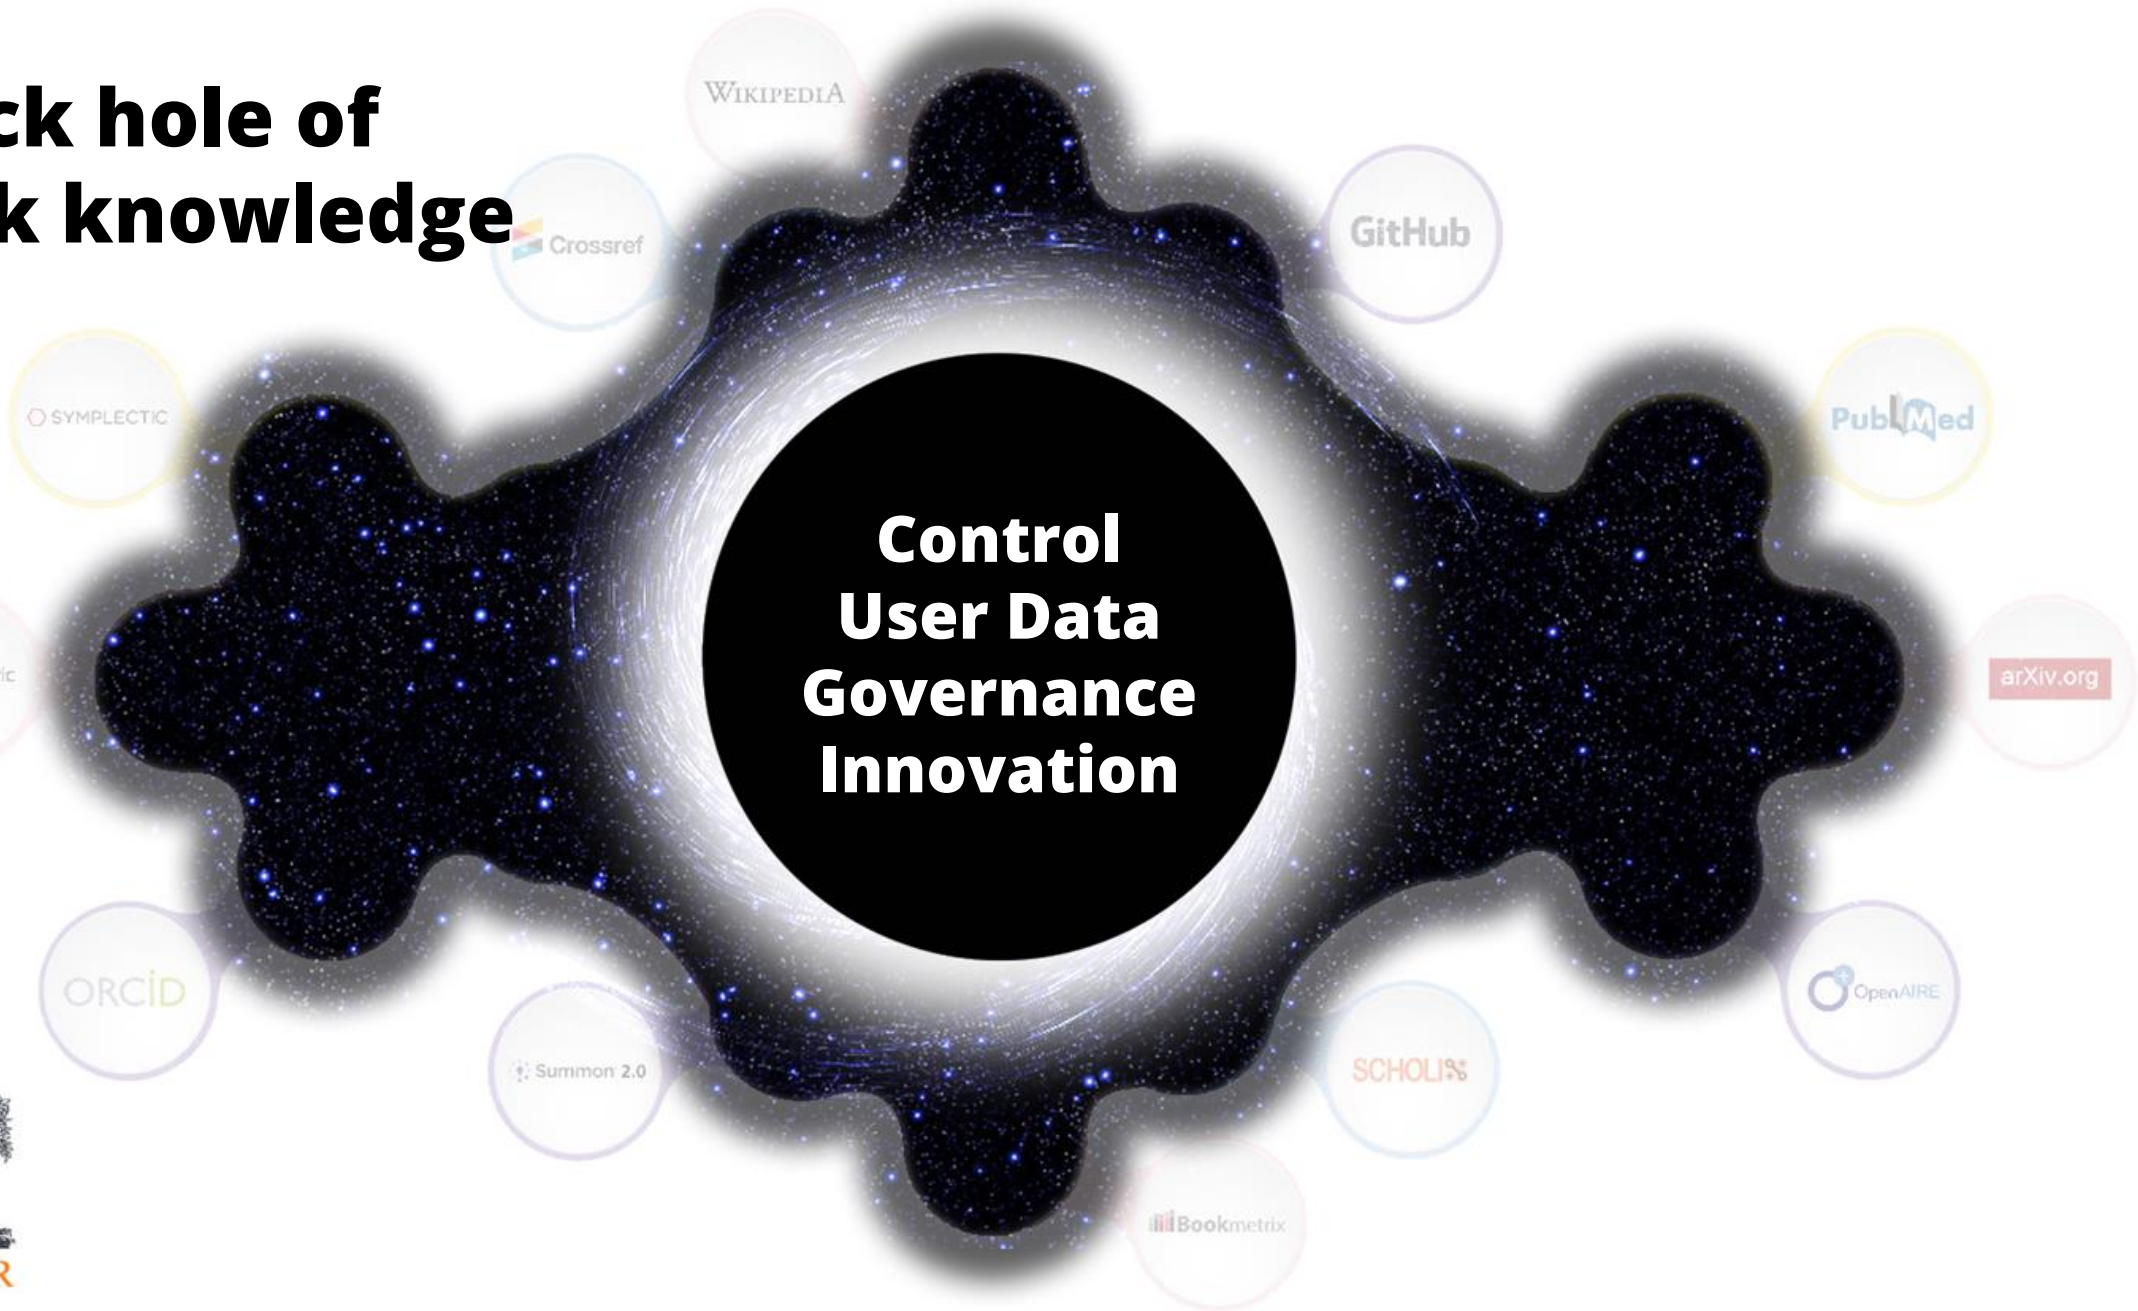 ck hole of
k knowledge
WIKIPEDIA
Crossref
GitHub
SYMPLECTIC
PubMed
Control
User Data
Governance
Innovation
ic
arXiv.org
ORCiD
OpenAIRE
Summon 2.0
SCHOLIX
Bookmetrix
R